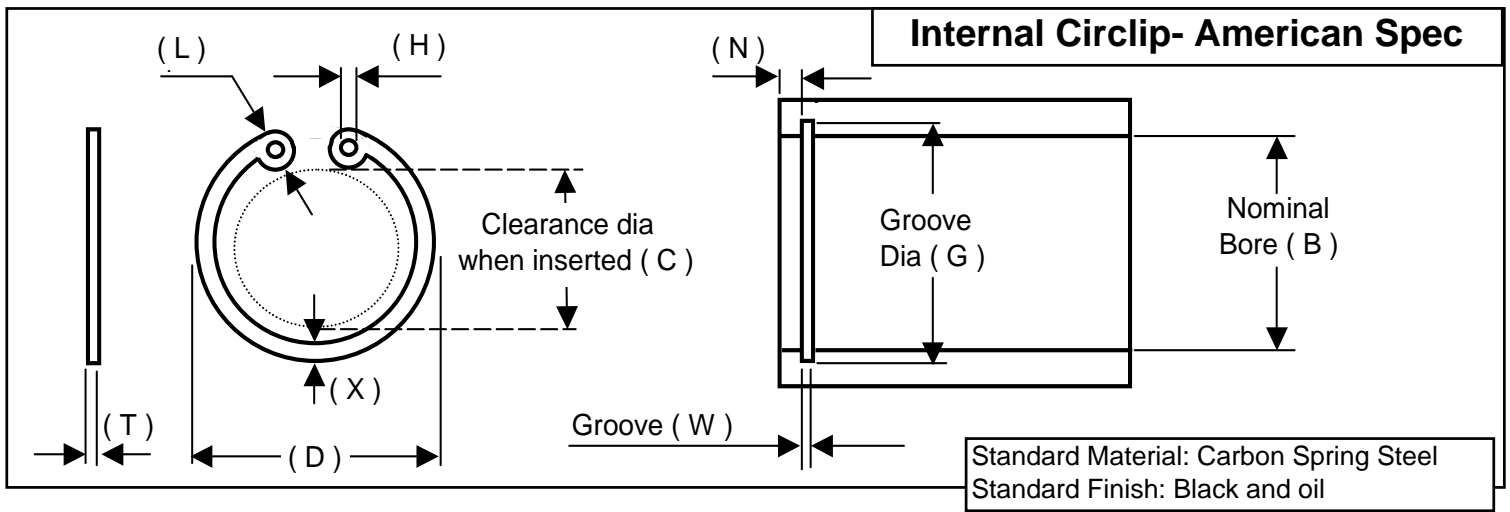 Internal Circlip- American Spec
( L )
( H )
( N )
Clearance dia
when inserted ( C )
Groove
Dia ( G )
Nominal
Bore ( B )
( X )
( T )
( D )
Groove ( W )
Standard Material: Carbon Spring Steel
Standard Finish: Black and oil